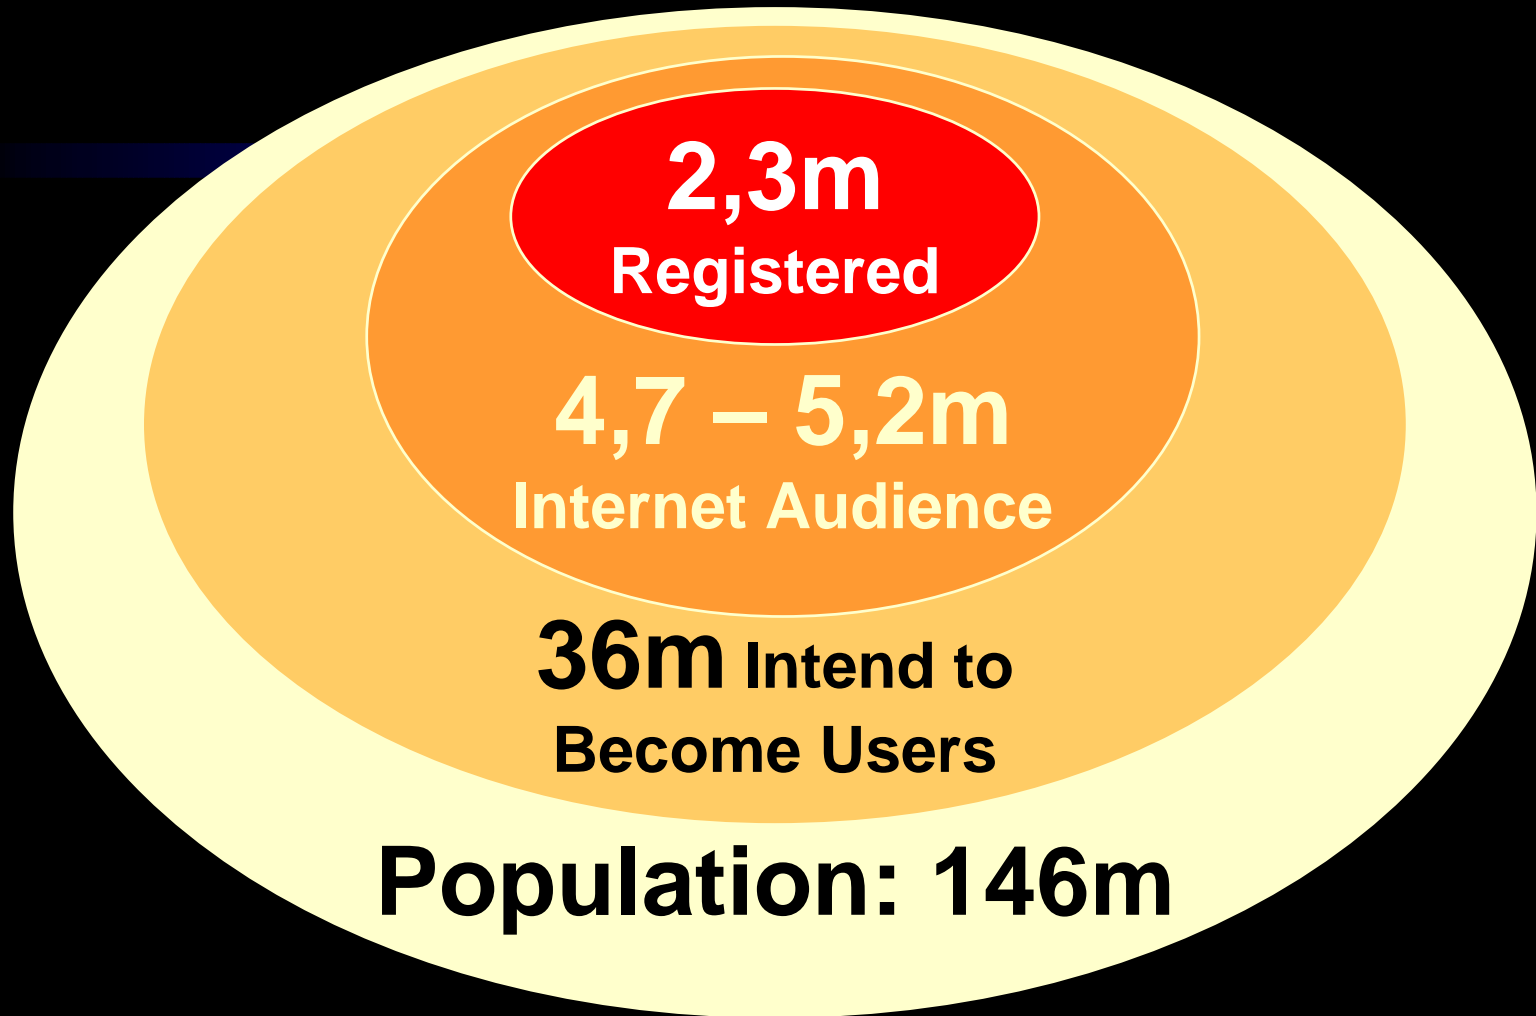 2,3m
Registered
4,7 – 5,2m
Internet Audience
36m Intend to
Become Users
Population: 146m